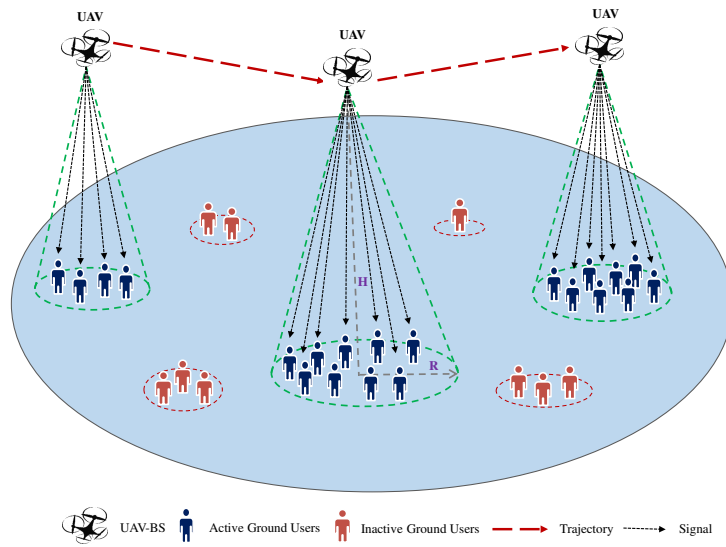 UAV
UAV
UAV
H
R
UAV-BS
Active Ground Users
Inactive Ground Users
Trajectory
Signal